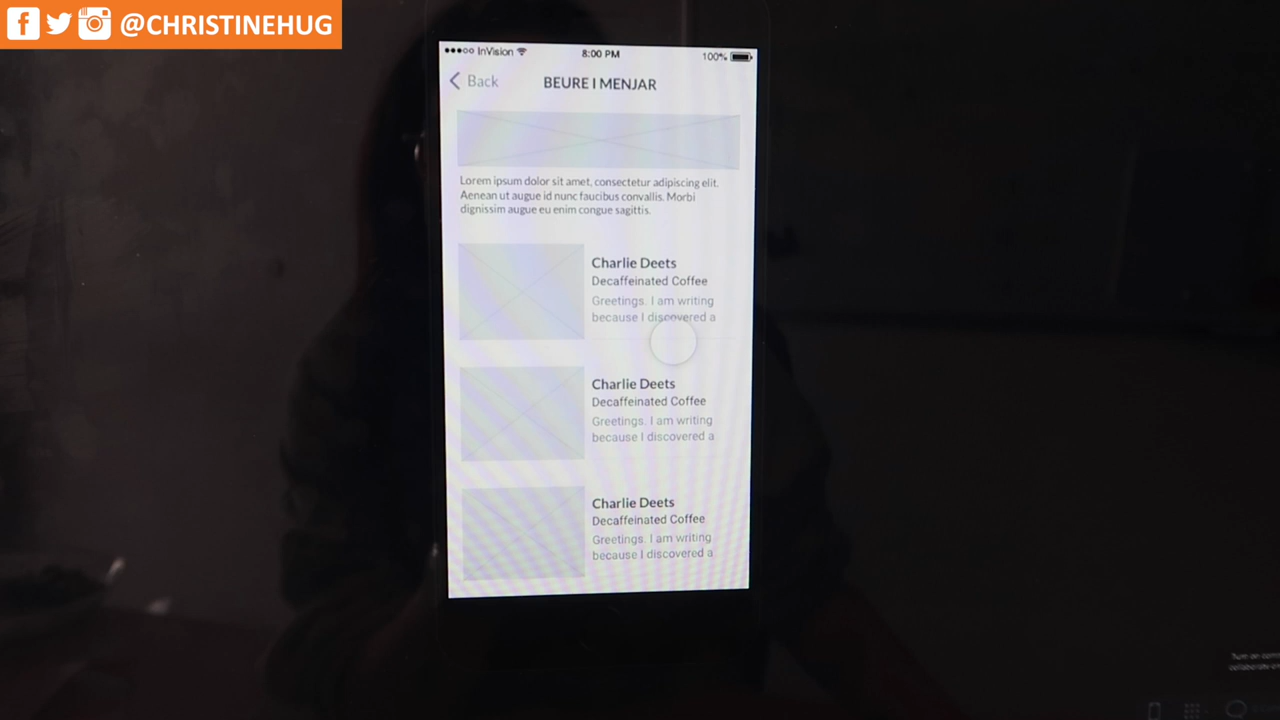 @CHRISTINEHUG
●●●○○ InVision 8:00 PM 100%
Back BEURE I MENJAR
Lorem ipsum dolor sit amet, consectetur adipiscing elit.
Aenean ut augue id nunc faucibus convallis. Morbi
dignissim augue eu enim congue sagittis.
Charlie Deets
Decaffeinated Coffee
Greetings. I am writing
because I discovered a
Charlie Deets
Decaffeinated Coffee
Greetings. I am writing
because I discovered a
Charlie Deets
Decaffeinated Coffee
Greetings. I am writing
because I discovered a